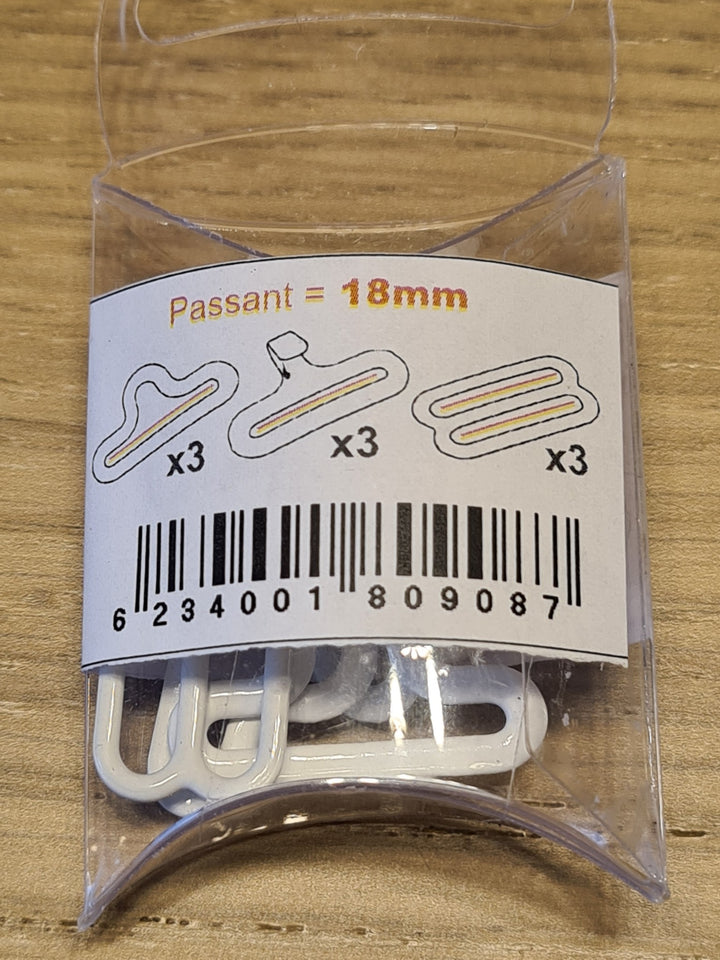 Passant = 18mm
x3 x3 x3
6 234001 809087